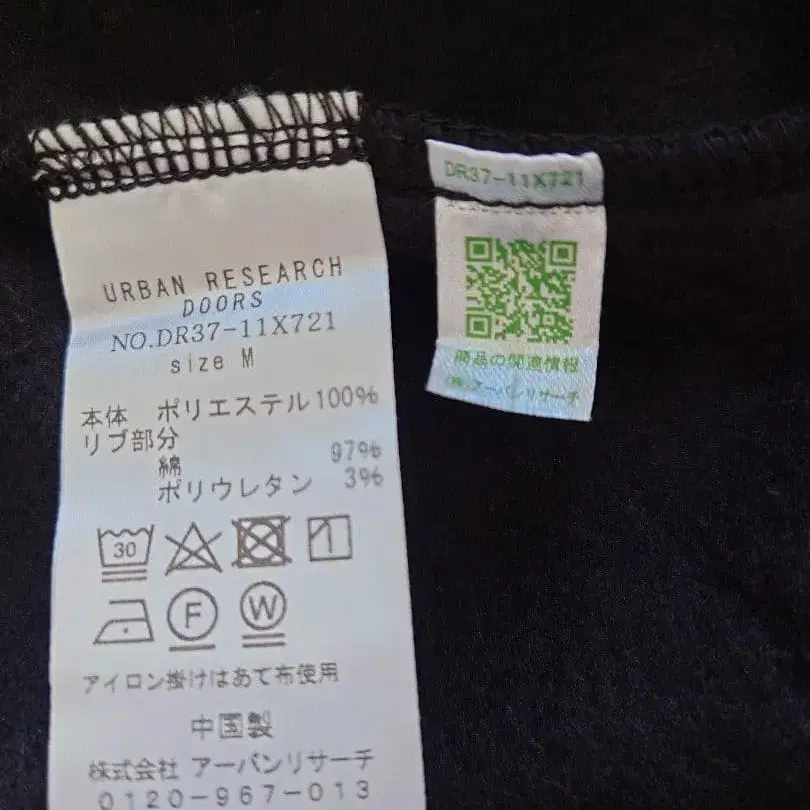 URBAN RESEARCH
DOORS
NO.DR37-11X721
size M
本体 ポリエステル100%
リブ部分
綿 97%
ポリウレタン 3%
30
F W
アイロン掛けはあて布使用
中国製
株式会社 アーバンリサーチ
0120-967-013
DR37-11X721
商品の関連情報
(株)アーバンリサーチ